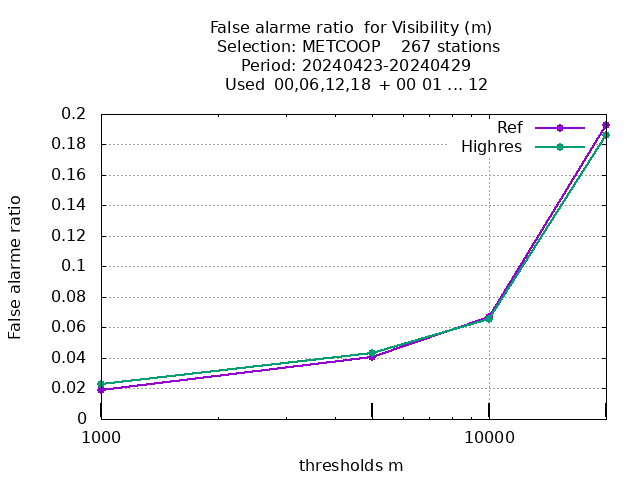 False alarme ratio for Visibility (m)
Selection: METCOOP 267 stations
Period: 20240423-20240429
Used 00,06,12,18 + 00 01 ... 12
Ref
Highres
0.2
0.18
0.16
0.14
0.12
0.1
0.08
0.06
0.04
0.02
0
False alarme ratio
1000
10000
thresholds m